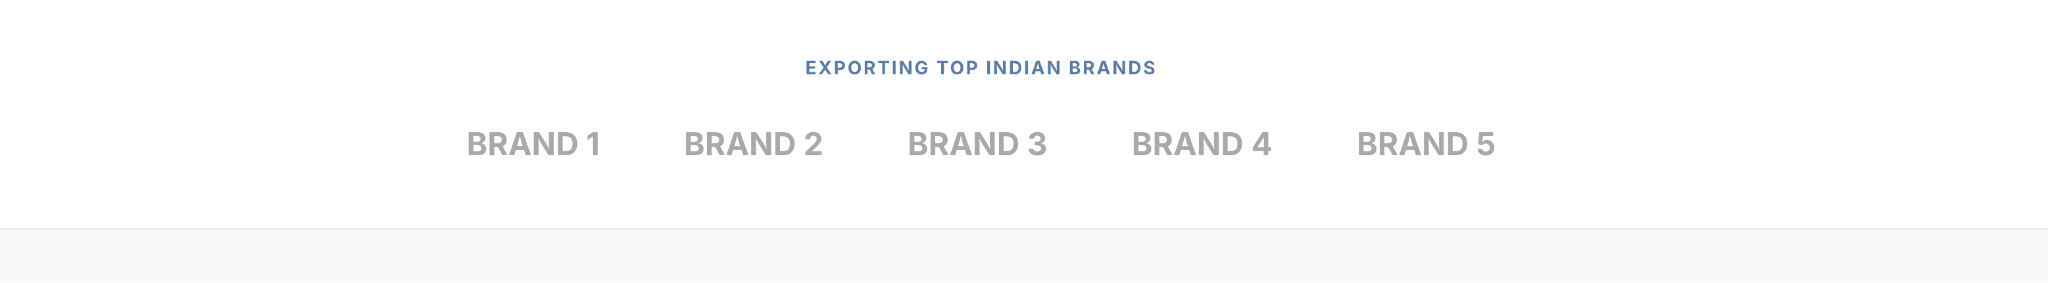 EXPORTING TOP INDIAN BRANDS
BRAND 1 BRAND 2 BRAND 3 BRAND 4 BRAND 5